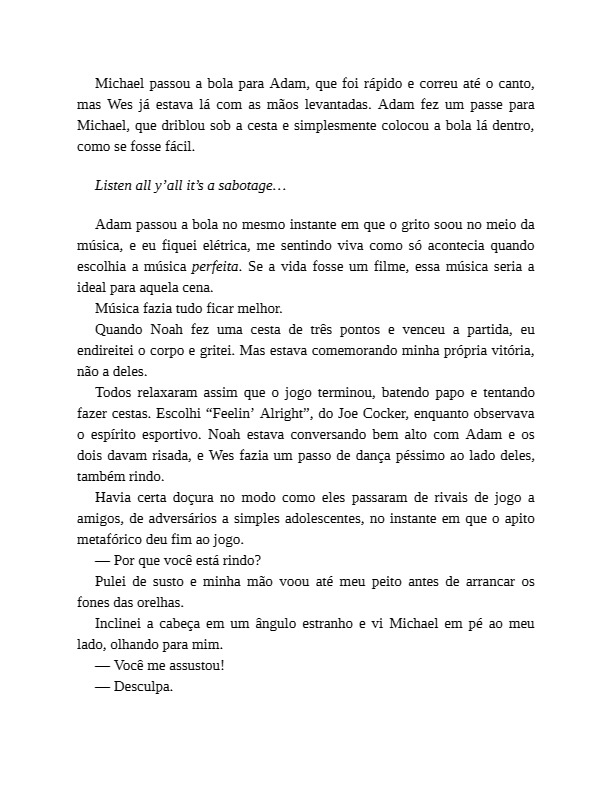 Michael passou a bola para Adam, que foi rápido e correu até o canto,
mas Wes já estava lá com as mãos levantadas. Adam fez um passe para
Michael, que driblou sob a cesta e simplesmente colocou a bola lá dentro,
como se fosse fácil.
Listen all y’all it’s a sabotage…
Adam passou a bola no mesmo instante em que o grito soou no meio da
música, e eu fiquei elétrica, me sentindo viva como só acontecia quando
escolhia a música perfeita. Se a vida fosse um filme, essa música seria a
ideal para aquela cena.
Música fazia tudo ficar melhor.
Quando Noah fez uma cesta de três pontos e venceu a partida, eu
endireitei o corpo e gritei. Mas estava comemorando minha própria vitória,
não a deles.
Todos relaxaram assim que o jogo terminou, batendo papo e tentando
fazer cestas. Escolhi “Feelin’ Alright”, do Joe Cocker, enquanto observava
o espírito esportivo. Noah estava conversando bem alto com Adam e os
dois davam risada, e Wes fazia um passo de dança péssimo ao lado deles,
também rindo.
Havia certa doçura no modo como eles passaram de rivais de jogo a
amigos, de adversários a simples adolescentes, no instante em que o apito
metafórico deu fim ao jogo.
— Por que você está rindo?
Pulei de susto e minha mão voou até meu peito antes de arrancar os
fones das orelhas.
Inclinei a cabeça em um ângulo estranho e vi Michael em pé ao meu
lado, olhando para mim.
— Você me assustou!
— Desculpa.